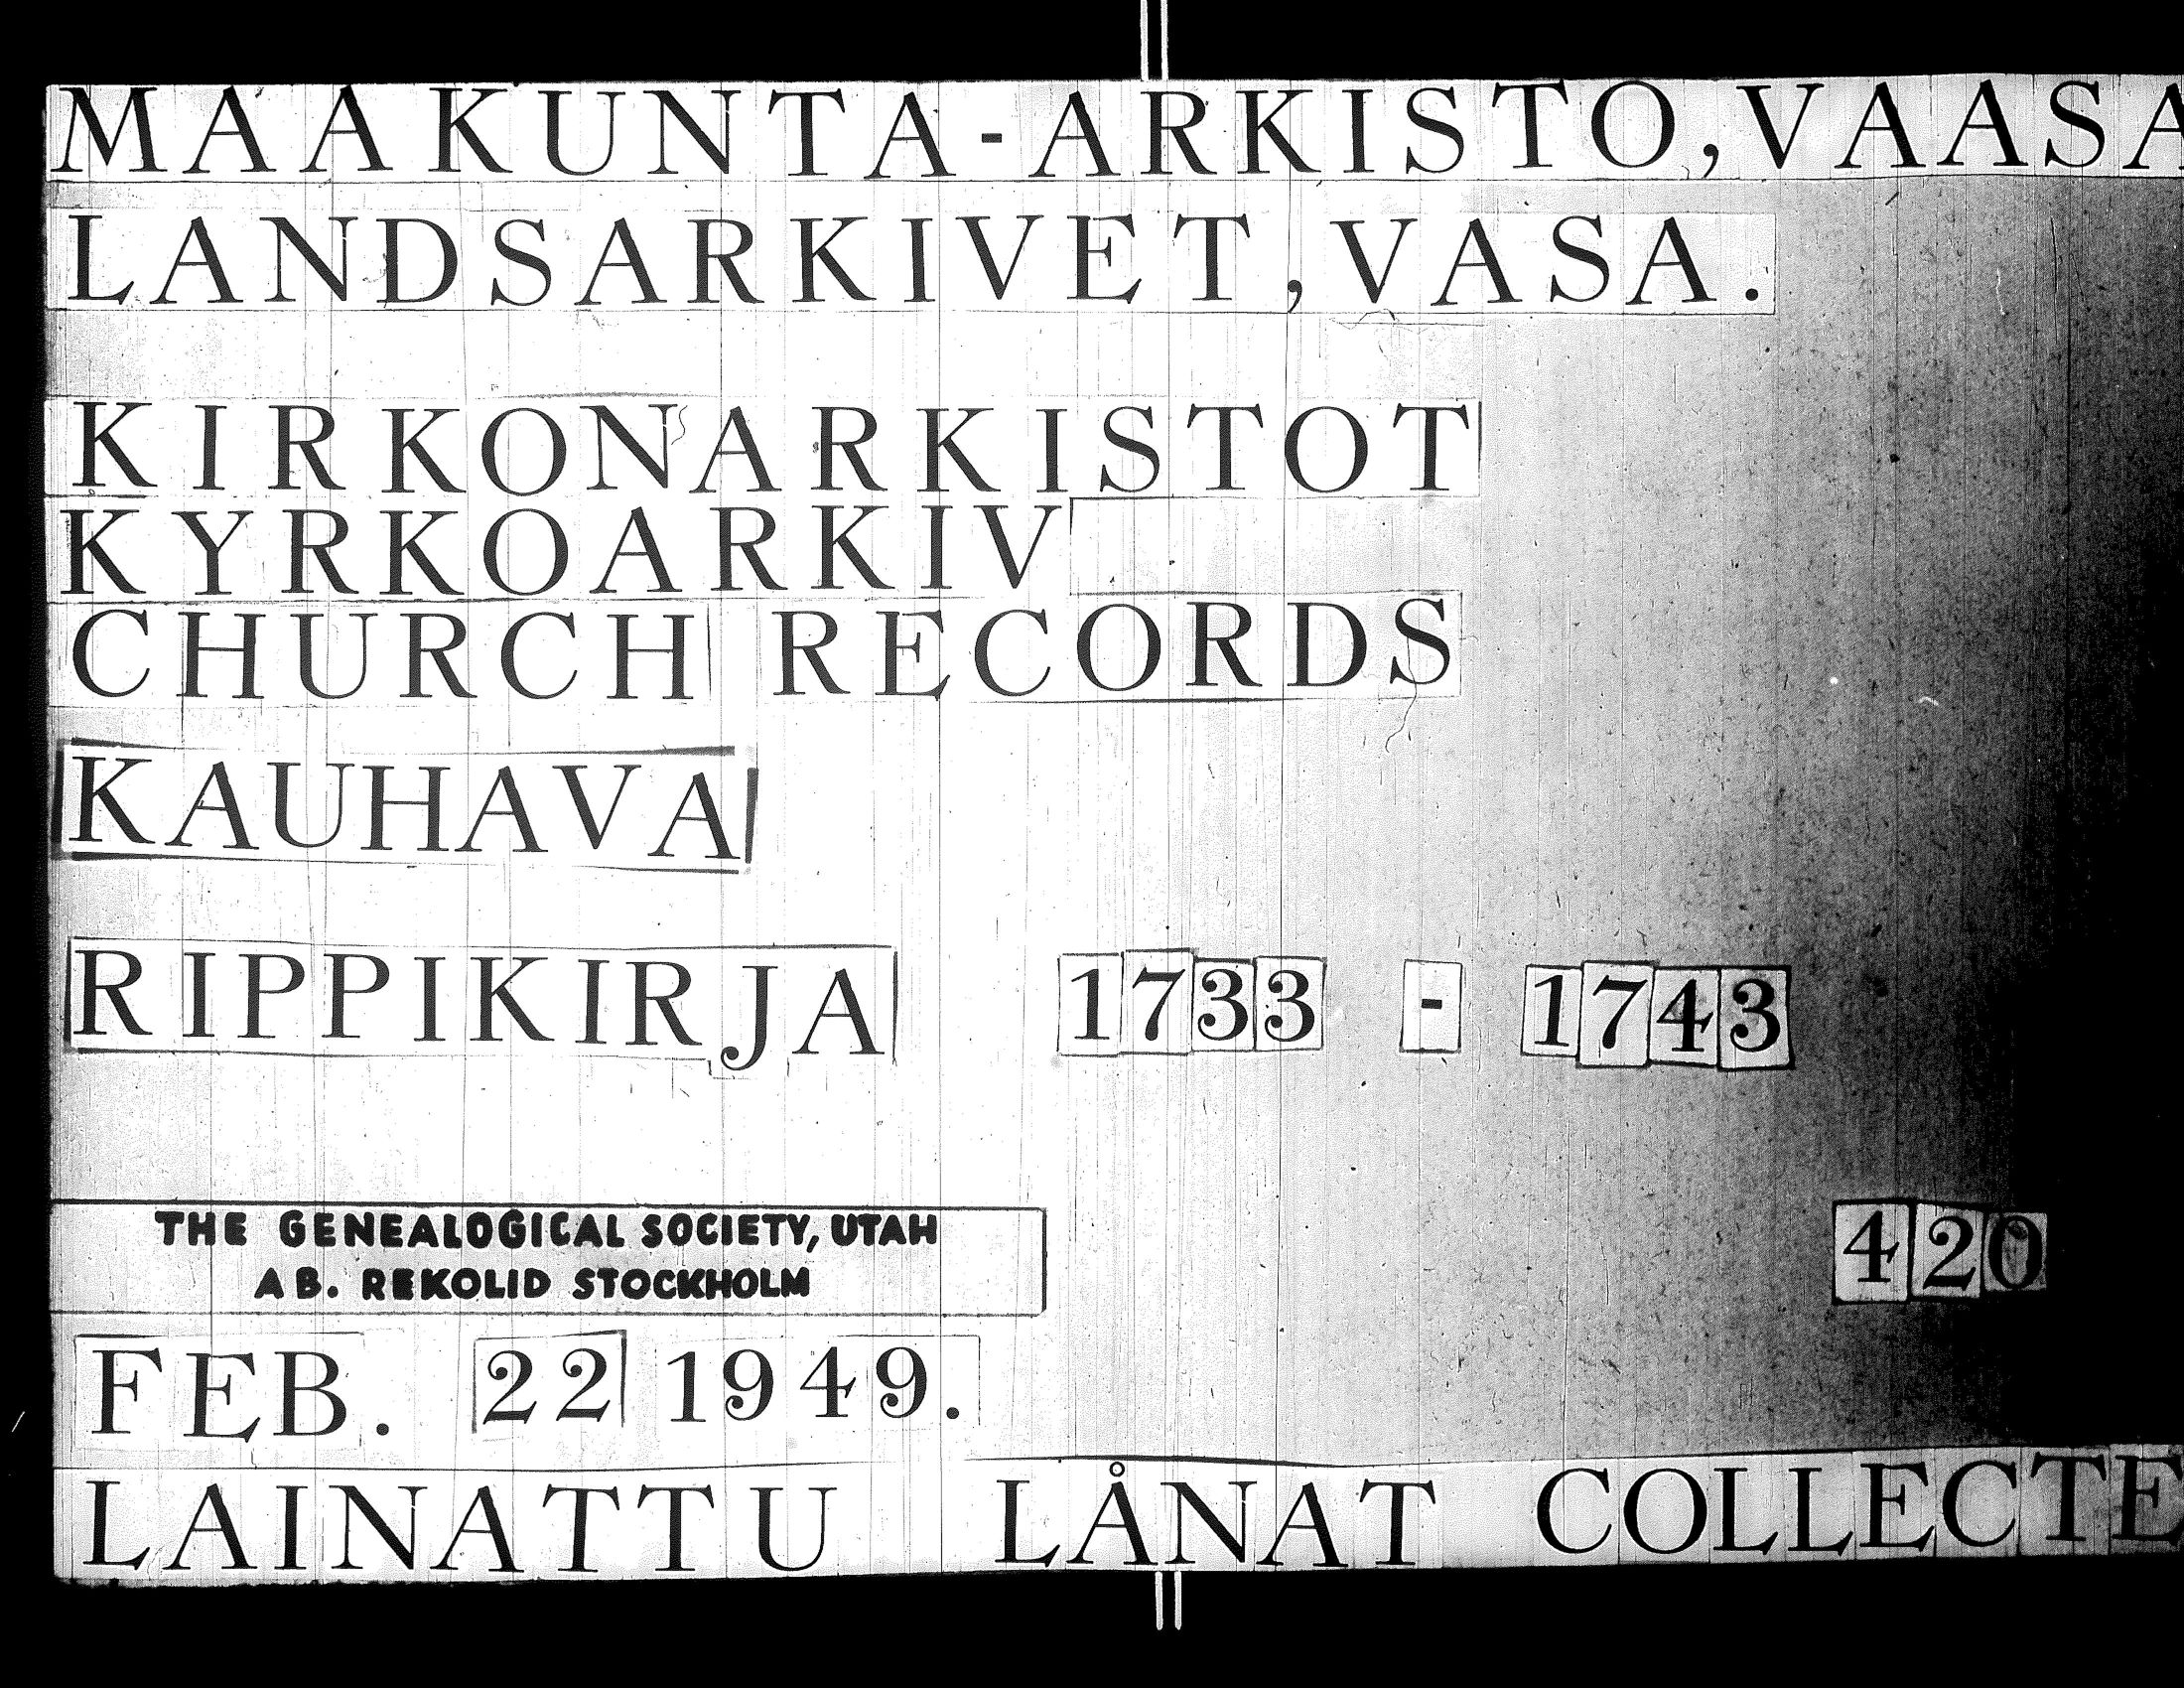 MAAKUNTA-ARKISTO, VAASA
LANDSARKIVET, VASA.
KIRKONARKISTOT
KYRKOARKIV
CHURCH RECORDS
KAUHAVA
RIPPIKIRJA 1733 - 1743
THE GENEALOGICAL SOCIETY, UTAH
AB. REKOLID STOCKHOLM
420
FEB. 22 1949.
LAINATTU LÅNAT COLLECTE